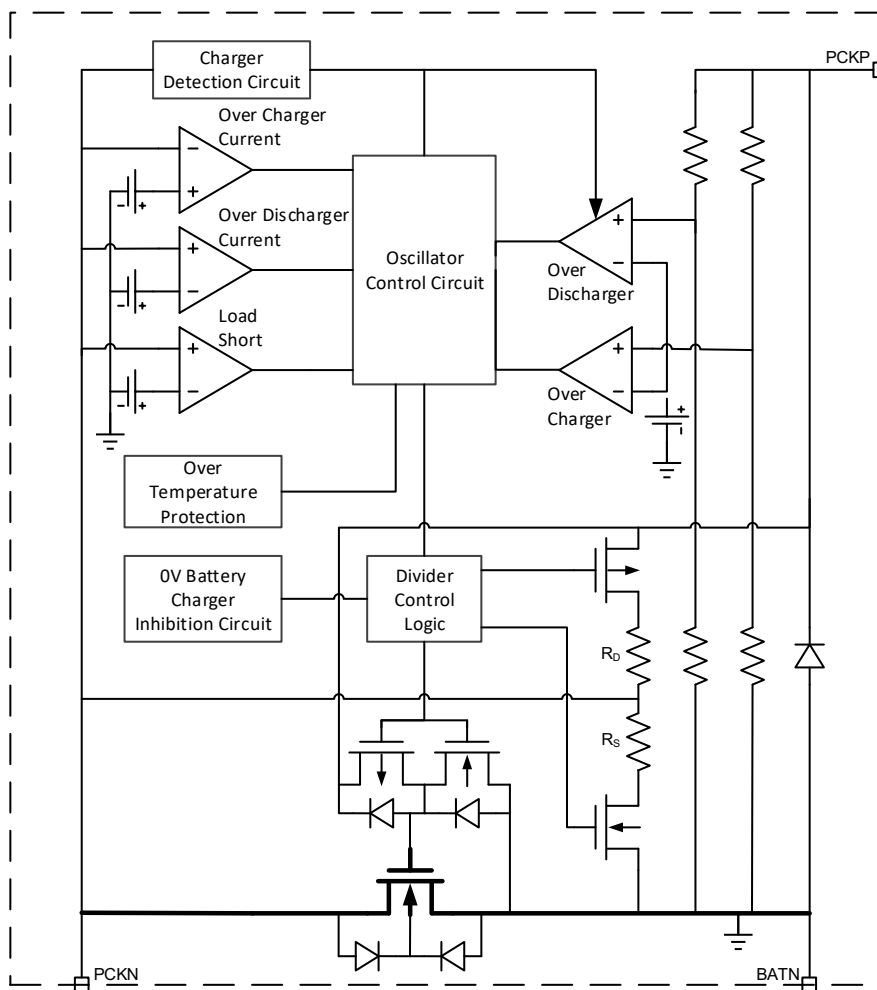 Charger
Detection Circuit
PCKP
Over Charger
Current
Over Discharger
Current
Load
Short
Oscillator
Control Circuit
Over
Discharger
Over
Charger
Over
Temperature
Protection
0V Battery
Charger
Inhibition Circuit
Divider
Control
Logic
RD
RS
PCKN
BATN